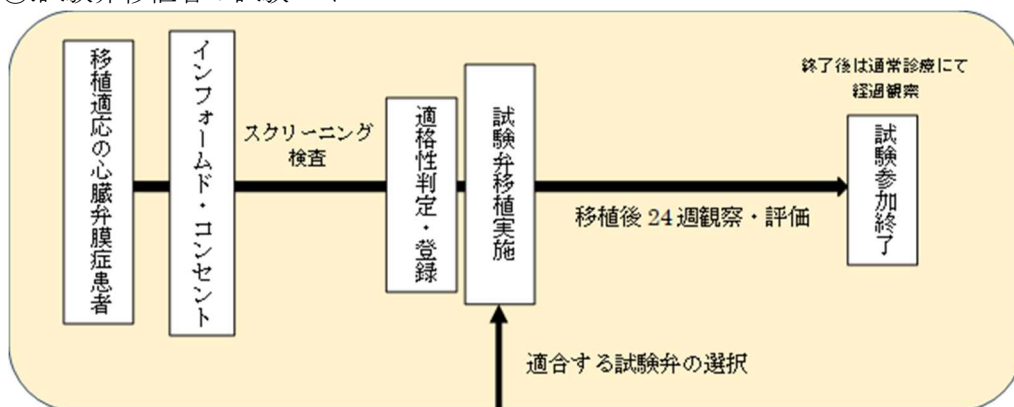 移植適応の心臓弁膜症患者
インフォームド・コンセント
スクリーニング
検査
適格性判定・登録
試験弁移植実施
移植後 24 週観察・評価
終了後は通常診療にて
経過観察
試験参加終了
適合する試験弁の選択